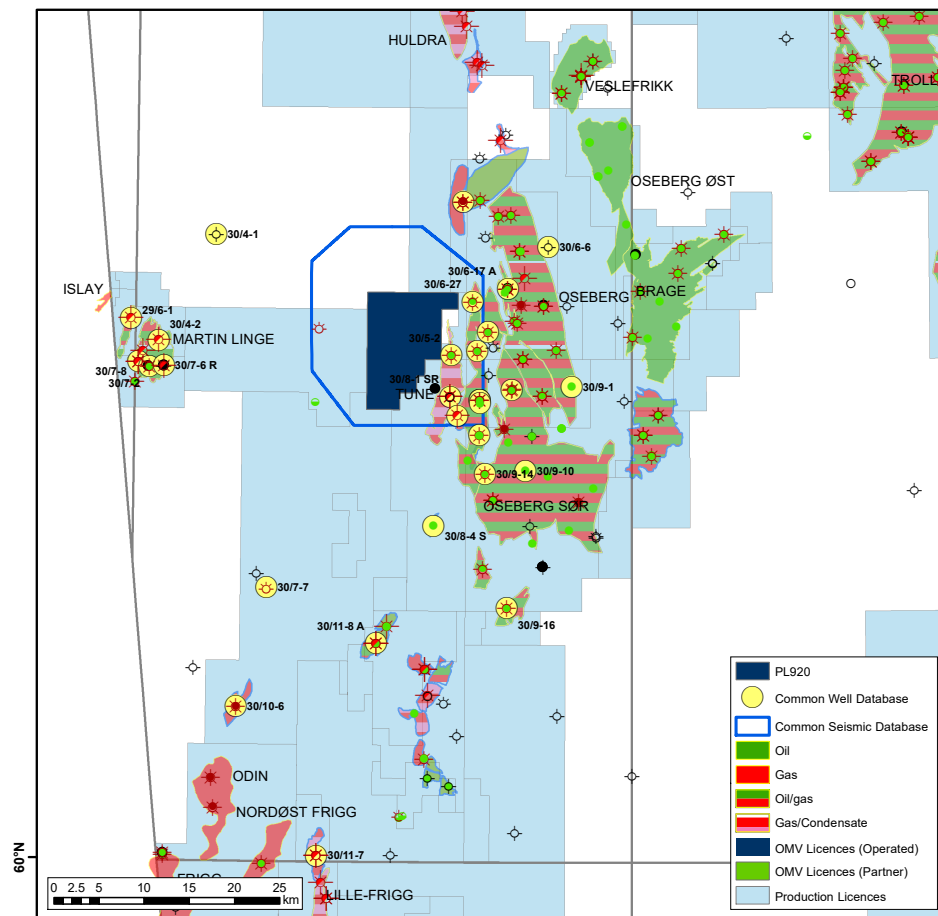 HULDRA
VESLEFRIKK
TROLL
OSEBERG ØST
30/4-1
30/6-6
30/6-17 A
ISLAY
30/6-27
29/6-1
OSEBERG
BRAGE
30/4-2
MARTIN LINGE
30/5-2
30/7-8
30/7-6 R
30/7-2
30/8-1 SR
TUNE
30/9-1
30/9-14
30/9-10
OSEBERG SØR
30/8-4 S
30/7-7
30/9-16
30/11-8 A
30/10-6
ODIN
NORDØST FRIGG
30/11-7
FRIGG
LILLE-FRIGG
60°N
0 2.5 5 10 15 20 25
km
PL920
Common Well Database
Common Seismic Database
Oil
Gas
Oil/gas
Gas/Condensate
OMV Licences (Operated)
OMV Licences (Partner)
Production Licences